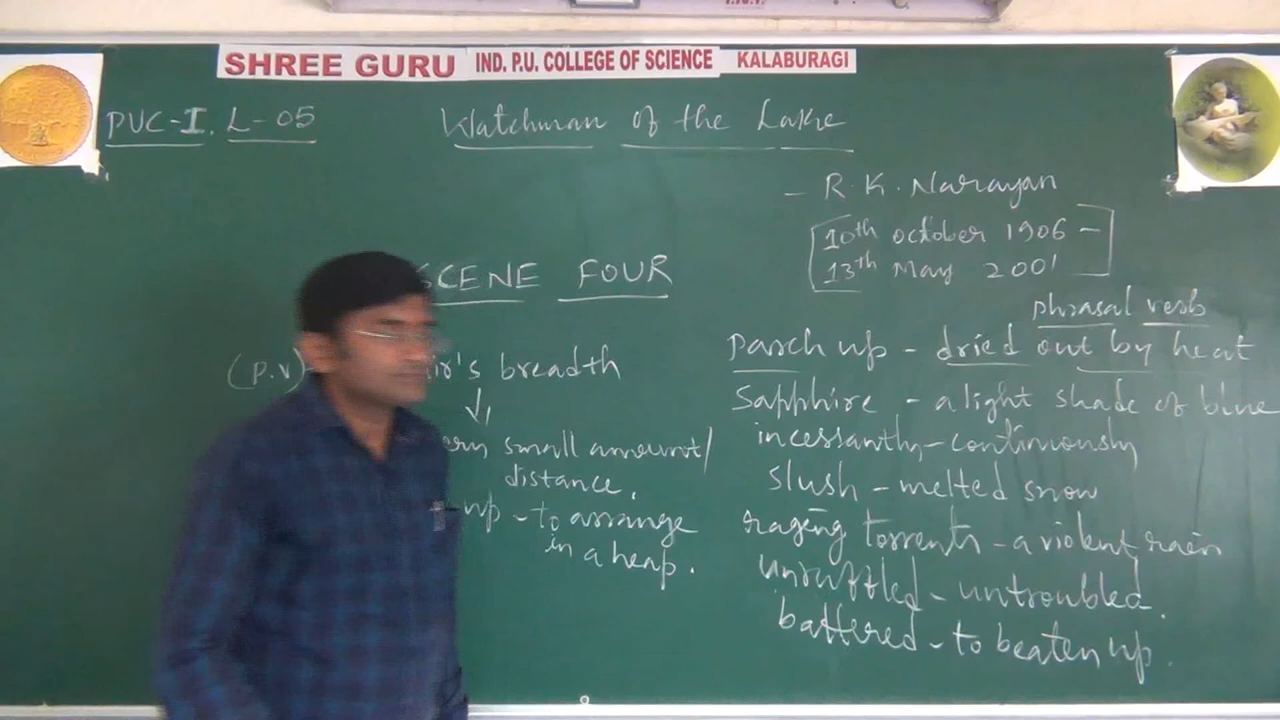 SHREE GURU IND. P.U. COLLEGE OF SCIENCE KALABURAGI
PUC-I. L-05
Watchman of the Lake
- R.K. Narayan
[10th october 1906 -
13th May 2001]
SCENE FOUR
phrasal verb
(p.v)
breadth
↓
small amount/
distance.
up - to arrange
in a heap.
parch up - dried out by heat
Sapphire - a light shade of blue
incessantly - continuously
Slush - melted snow
raging torrents - a violent rain
unruffled - untroubled.
battered - to beaten up.